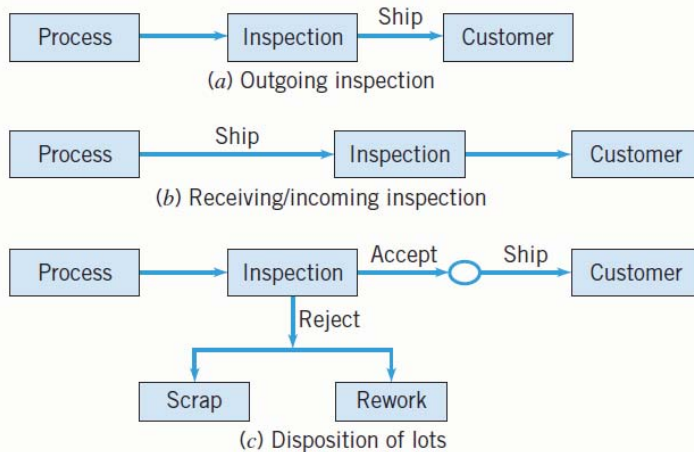 Ship
Process Inspection Customer
(a) Outgoing inspection
Ship
Process Inspection Customer
(b) Receiving/incoming inspection
Accept Ship
Process Inspection Customer
Reject
Scrap Rework
(c) Disposition of lots